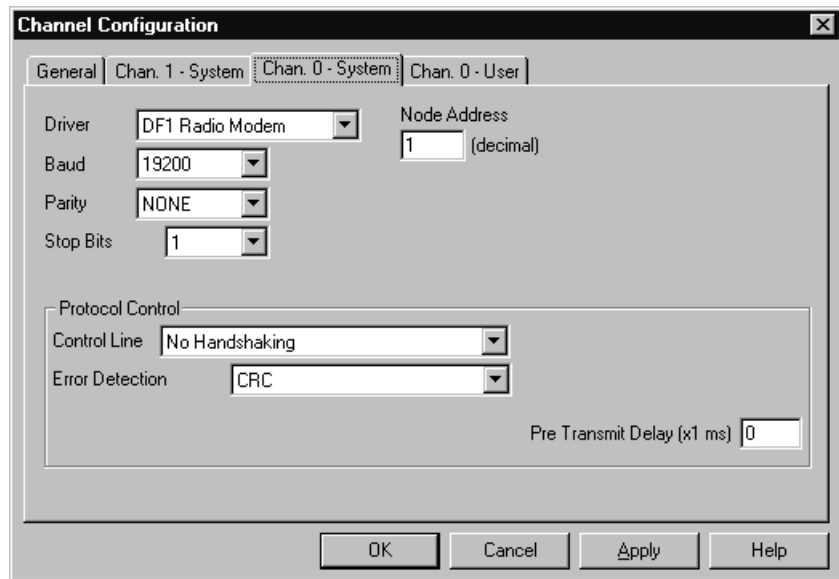 Channel Configuration
General Chan. 1 - System Chan. 0 - System Chan. 0 - User
Driver DF1 Radio Modem Node Address
1 (decimal)
Baud 19200
Parity NONE
Stop Bits 1
Protocol Control
Control Line No Handshaking
Error Detection CRC
Pre Transmit Delay (x1 ms) 0
OK Cancel Apply Help